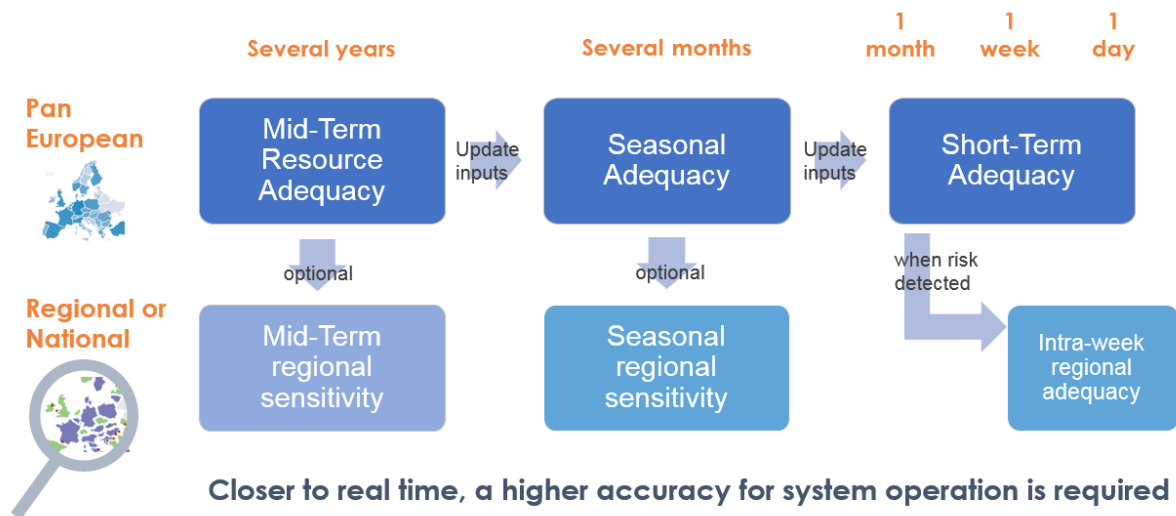 Several years
Several months
1
month
1
week
1
day
Pan
European
Mid-Term
Resource
Adequacy
Update
inputs
Seasonal
Adequacy
Update
inputs
Short-Term
Adequacy
optional
optional
when risk
detected
Regional or
National
Mid-Term
regional
sensitivity
Seasonal
regional
sensitivity
Intra-week
regional
adequacy
Closer to real time, a higher accuracy for system operation is required